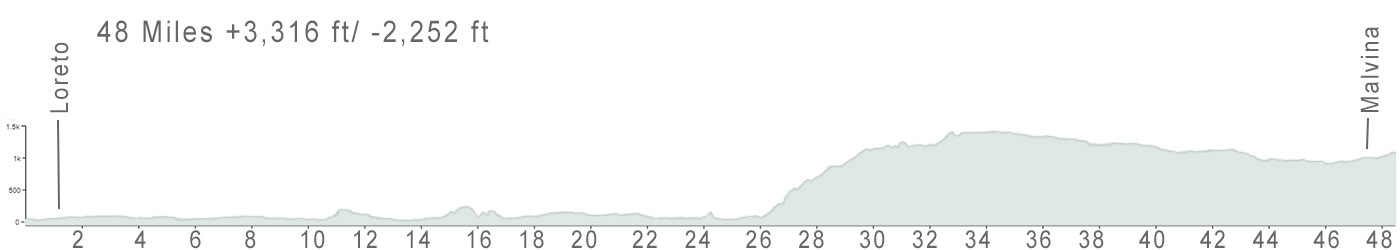 48 Miles +3,316 ft/ -2,252 ft
Loreto
Malvina
1.5k
1k
500
0
2 4 6 8 10 12 14 16 18 20 22 24 26 28 30 32 34 36 38 40 42 44 46 48